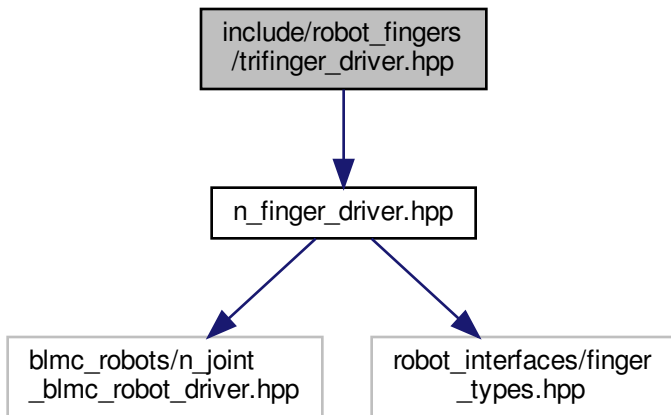 include/robot_fingers
/trifinger_driver.hpp
n_finger_driver.hpp
blmc_robots/n_joint
_blmc_robot_driver.hpp
robot_interfaces/finger
_types.hpp